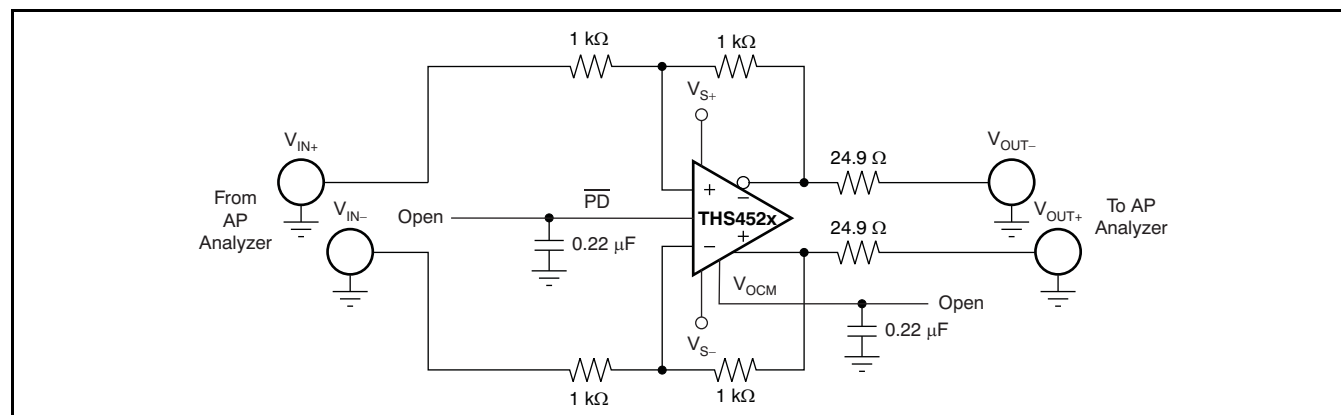 1 kΩ
1 kΩ
V_S+
V_IN+
V_OUT–
24.9 Ω
From
AP
Analyzer
V_IN–
Open
PD
+
–
THS452x
V_OUT+
To AP
Analyzer
24.9 Ω
–
+
0.22 µF
V_OCM
Open
0.22 µF
V_S–
1 kΩ
1 kΩ